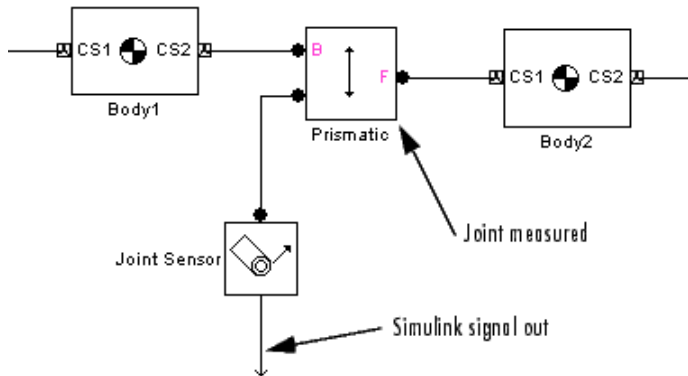 CS1 CS2
Body1
B
F
Prismatic
CS1 CS2
Body2
Joint measured
Joint Sensor
Simulink signal out